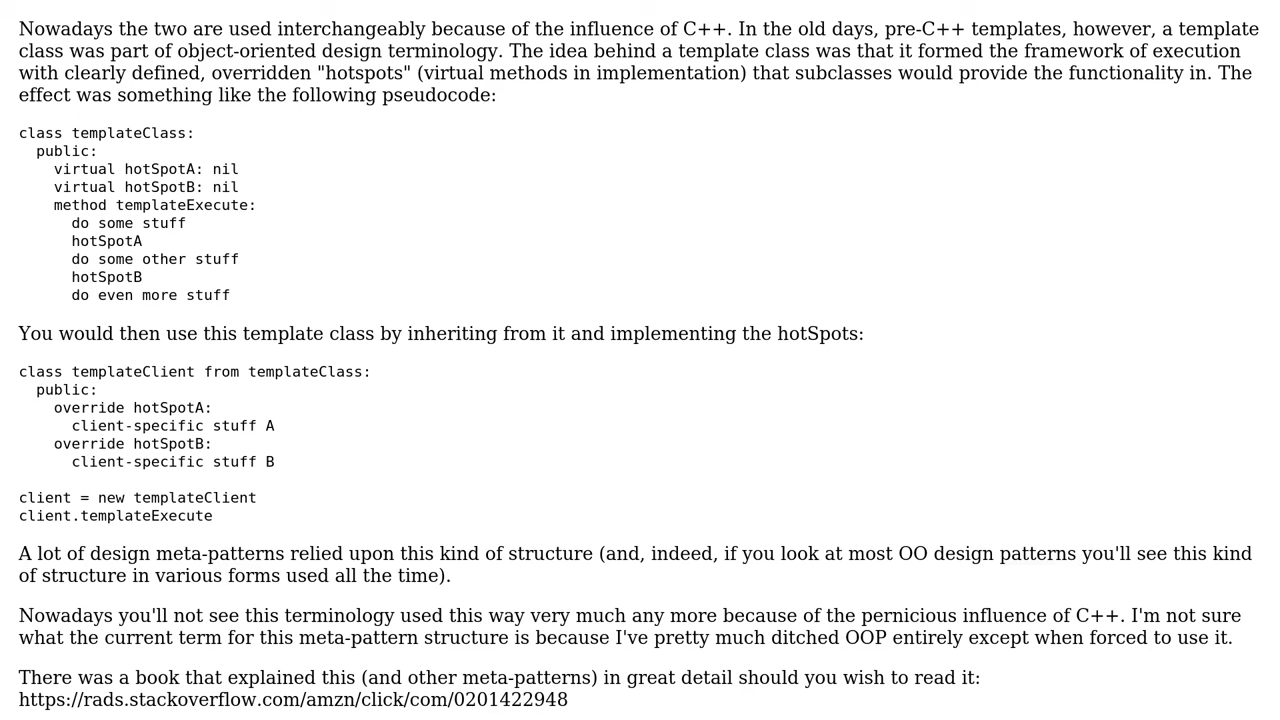 Nowadays the two are used interchangeably because of the influence of C++. In the old days, pre-C++ templates, however, a template
class was part of object-oriented design terminology. The idea behind a template class was that it formed the framework of execution
with clearly defined, overridden "hotspots" (virtual methods in implementation) that subclasses would provide the functionality in. The
effect was something like the following pseudocode:
class templateClass:
  public:
    virtual hotSpotA: nil
    virtual hotSpotB: nil
    method templateExecute:
      do some stuff
      hotSpotA
      do some other stuff
      hotSpotB
      do even more stuff
You would then use this template class by inheriting from it and implementing the hotSpots:
class templateClient from templateClass:
  public:
    override hotSpotA:
      client-specific stuff A
    override hotSpotB:
      client-specific stuff B
client = new templateClient
client.templateExecute
A lot of design meta-patterns relied upon this kind of structure (and, indeed, if you look at most OO design patterns you'll see this kind
of structure in various forms used all the time).
Nowadays you'll not see this terminology used this way very much any more because of the pernicious influence of C++. I'm not sure
what the current term for this meta-pattern structure is because I've pretty much ditched OOP entirely except when forced to use it.
There was a book that explained this (and other meta-patterns) in great detail should you wish to read it:
https://rads.stackoverflow.com/amzn/click/com/0201422948